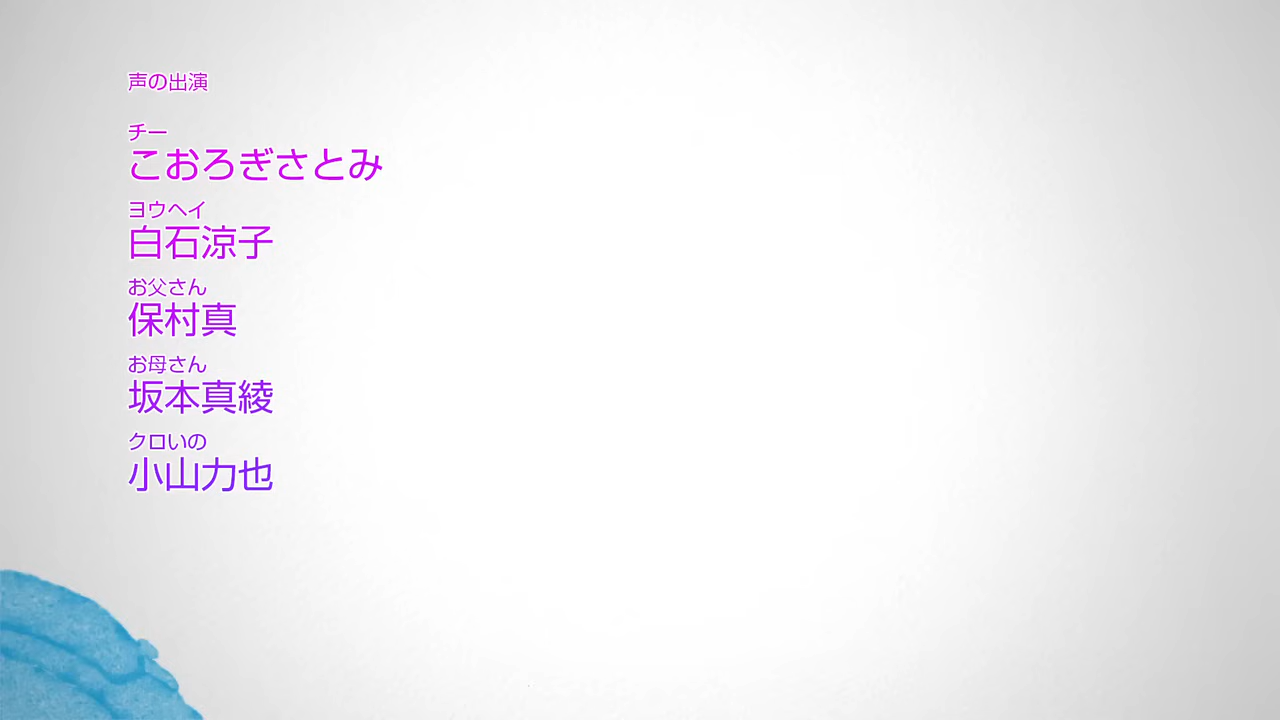 声の出演
チー
こおろぎさとみ
ヨウヘイ
白石涼子
お父さん
保村真
お母さん
坂本真綾
クロいの
小山力也